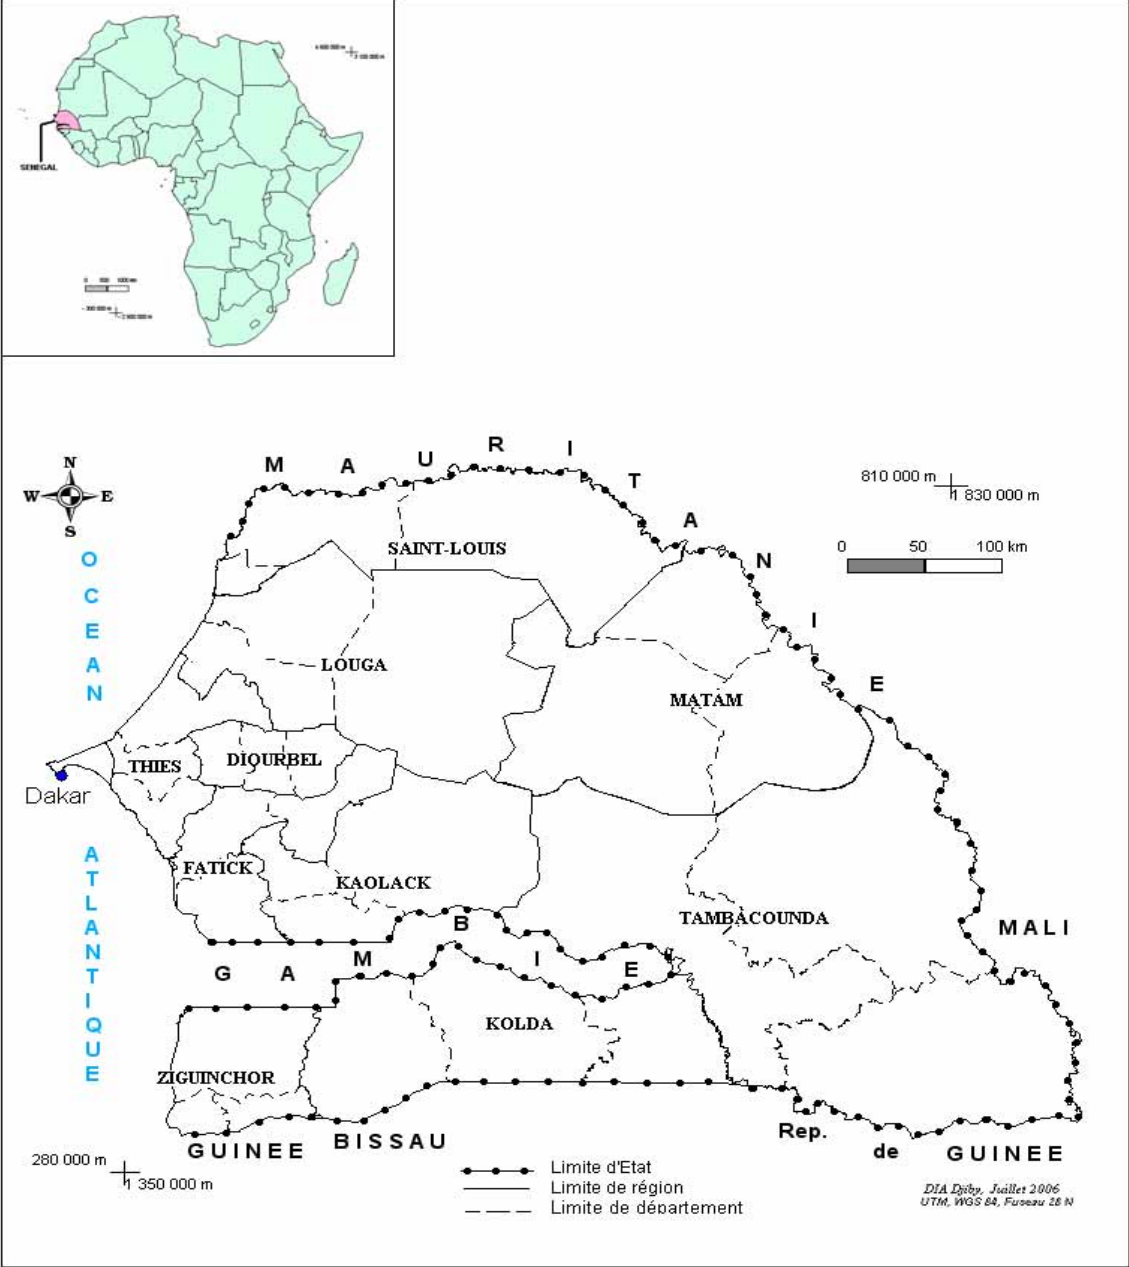 SENEGAL
N
W E
S
M A U R I T A N I E
810 000 m
1 830 000 m
0 50 100 km
OCEAN
ATLANTIQUE
SAINT-LOUIS
LOUGA
MATAM
THIES
DIOURBEL
Dakar
FATICK
KAOLACK
TAMBACOUNDA
MALI
G A M B I E
KOLDA
ZIGUINCHOR
GUINEE BISSAU
Rep. de GUINEE
280 000 m
1 350 000 m
Limite d'Etat
Limite de région
Limite de département
DIA Djiby, Juillet 2006
UTM, WGS 84, Fuseau 28 N